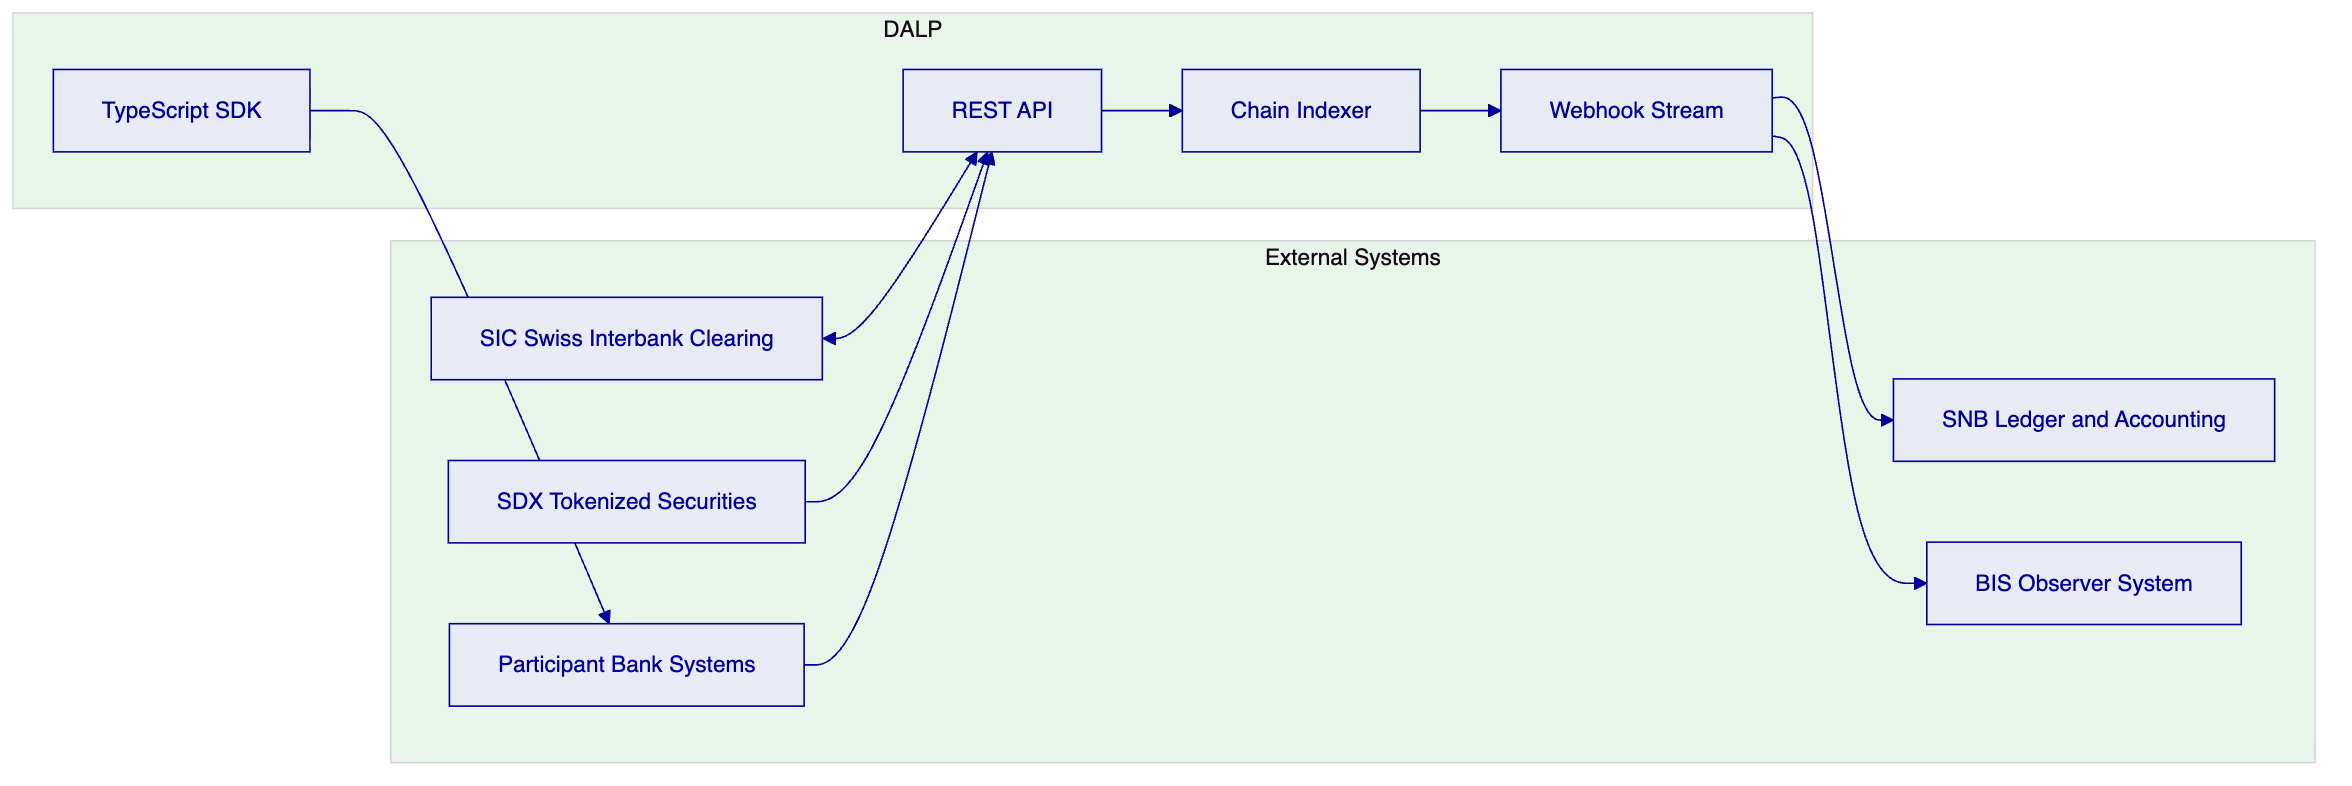 DALP
TypeScript SDK
REST API
Chain Indexer
Webhook Stream
External Systems
SIC Swiss Interbank Clearing
SNB Ledger and Accounting
SDX Tokenized Securities
BIS Observer System
Participant Bank Systems